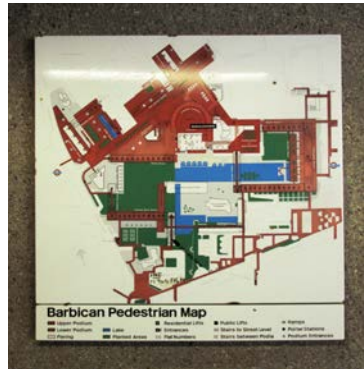 Barbican Pedestrian Map
Upper Podium
Residential Lifts
Public Lifts
Ramps
Lower Podium
Lake
Entrances
Stairs to Street Level
Porter Stations
Paving
Planted Areas
Flat Numbers
Stairs between Podia
Podium Entrances